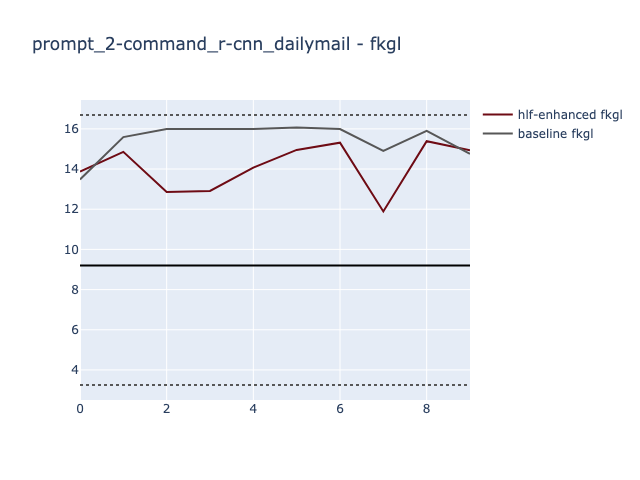 prompt_2-command_r-cnn_dailymail - fkgl
hlf-enhanced fkgl
baseline fkgl
16
14
12
10
8
6
4
0 2 4 6 8